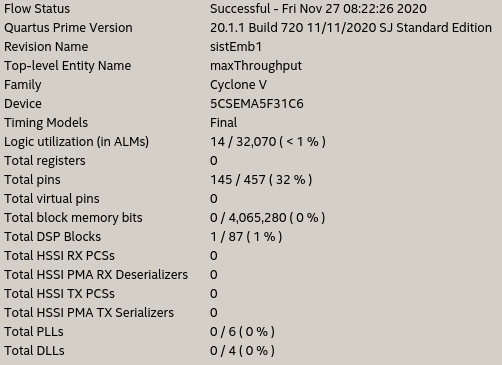 Flow Status Successful - Fri Nov 27 08:22:26 2020
Quartus Prime Version 20.1.1 Build 720 11/11/2020 SJ Standard Edition
Revision Name sistEmb1
Top-level Entity Name maxThroughput
Family Cyclone V
Device 5CSEMA5F31C6
Timing Models Final
Logic utilization (in ALMs) 14 / 32,070 ( < 1 % )
Total registers 0
Total pins 145 / 457 ( 32 % )
Total virtual pins 0
Total block memory bits 0 / 4,065,280 ( 0 % )
Total DSP Blocks 1 / 87 ( 1 % )
Total HSSI RX PCSs 0
Total HSSI PMA RX Deserializers 0
Total HSSI TX PCSs 0
Total HSSI PMA TX Serializers 0
Total PLLs 0 / 6 ( 0 % )
Total DLLs 0 / 4 ( 0 % )